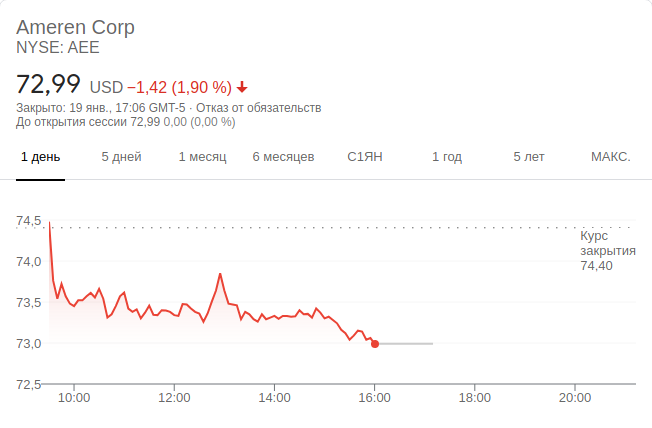 Ameren Corp
NYSE: AEE
72,99 USD −1,42 (1,90 %)
Закрыто: 19 янв., 17:06 GMT-5 · Отказ от обязательств
До открытия сессии 72,99 0,00 (0,00 %)
1 день 5 дней 1 месяц 6 месяцев С1ЯН 1 год 5 лет МАКС.
74,5
Курс
закрытия
74,40
74,0
73,5
73,0
72,5
10:00 12:00 14:00 16:00 18:00 20:00